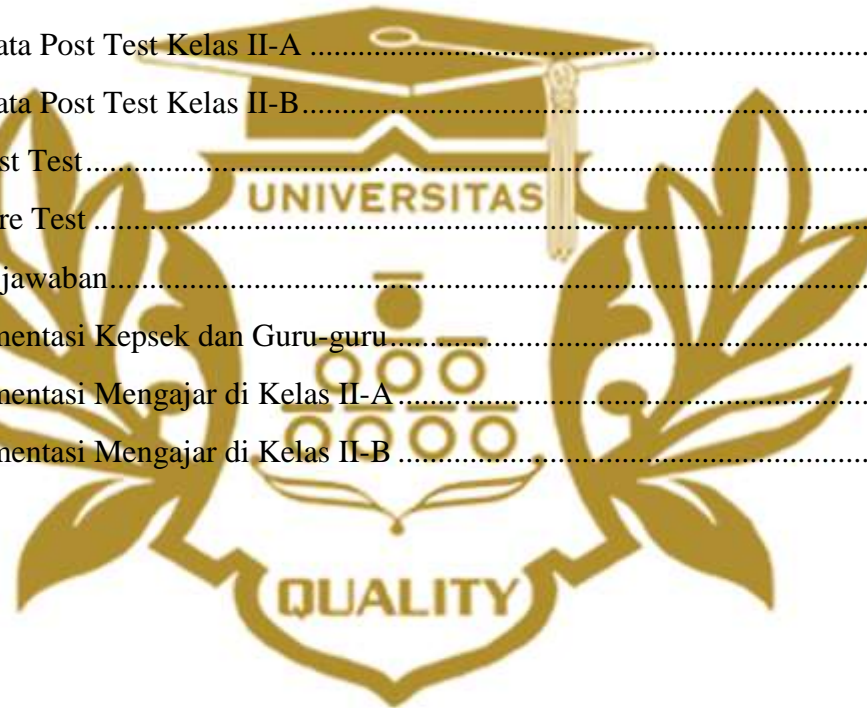 ata Post Test Kelas II-A ..........................................................................
ata Post Test Kelas II-B...........................................................................
st Test.....................................................................................................
re Test ....................................................................................................
jawaban..................................................................................................
mentasi Kepsek dan Guru-guru...............................................................
mentasi Mengajar di Kelas II-A ..............................................................
mentasi Mengajar di Kelas II-B ..............................................................
UNIVERSITAS
QUALITY